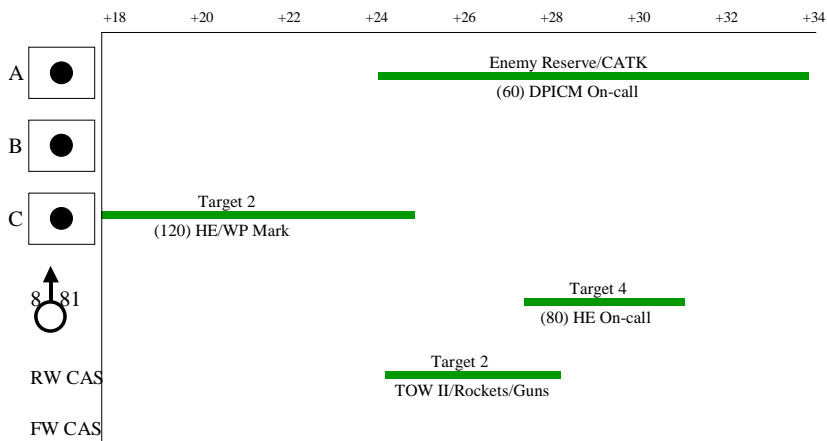 +18 +20 +22 +24 +26 +28 +30 +32 +34
A
Enemy Reserve/CATK
(60) DPICM On-call
B
C
Target 2
(120) HE/WP Mark
8 81
Target 4
(80) HE On-call
RW CAS
Target 2
TOW II/Rockets/Guns
FW CAS